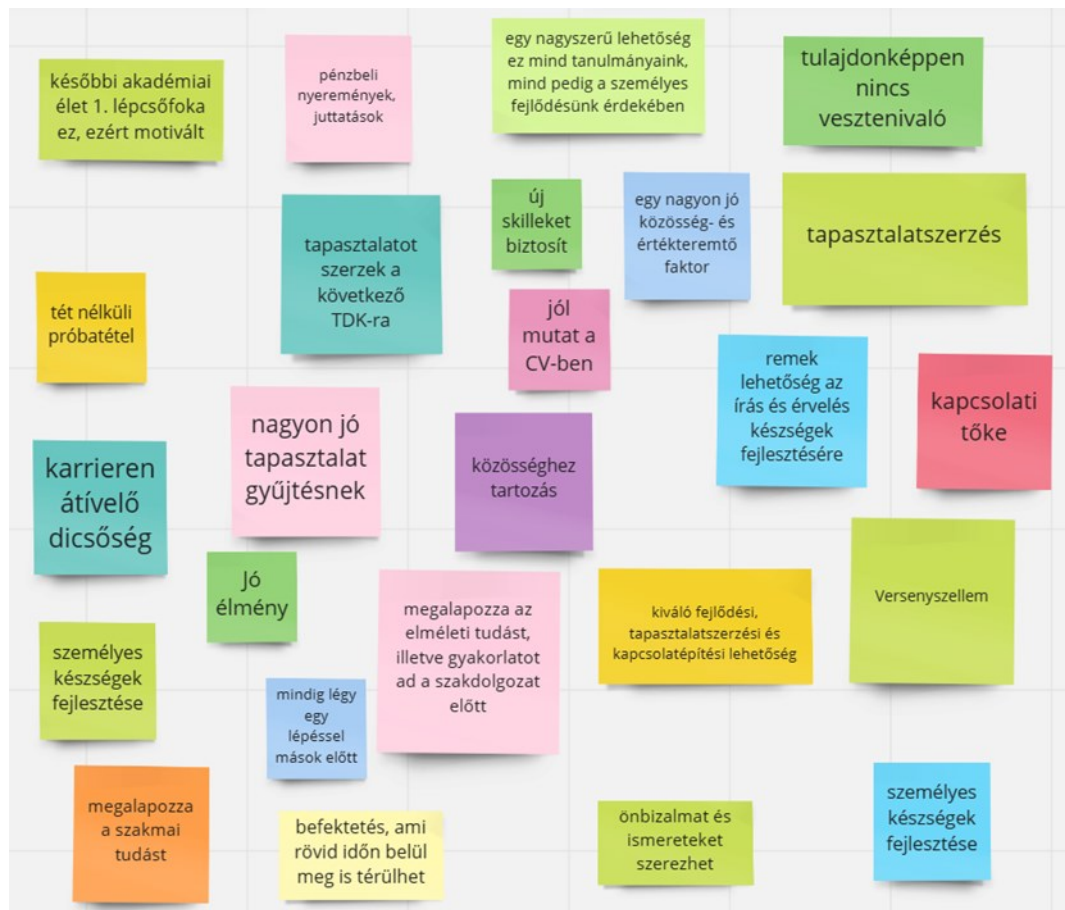 későbbi akadémiai
élet 1. lépcsőfoka
ez, ezért motivált
pénzbeli
nyeremények,
juttatások
egy nagyszerű lehetőség
ez mind tanulmányaink,
mind pedig a személyes
fejlődésünk érdekében
tulajdonképpen
nincs
vesztenivaló
tapasztalatot
szerzek a
következő
TDK-ra
új
skilleket
biztosít
egy nagyon jó
közösség- és
értékteremtő
faktor
tapasztalatszerzés
tét nélküli
próbatétel
jól
mutat a
CV-ben
remek
lehetőség az
írás és érvelés
készségek
fejlesztésére
kapcsolati
tőke
karrieren
átívelő
dicsőség
nagyon jó
tapasztalat
gyűjtésnek
közösséghez
tartozás
Jó
élmény
megalapozza az
elméleti tudást,
illetve gyakorlatot
ad a szakdolgozat
előtt
kiváló fejlődési,
tapasztalatszerzési és
kapcsolatépítési lehetőség
Versenyszellem
személyes
készségek
fejlesztése
mindig légy
egy
lépéssel
mások előtt
megalapozza
a szakmai
tudást
befektetés, ami
rövid időn belül
meg is térülhet
önbizalmat és
ismereteket
szerezhet
személyes
készségek
fejlesztése